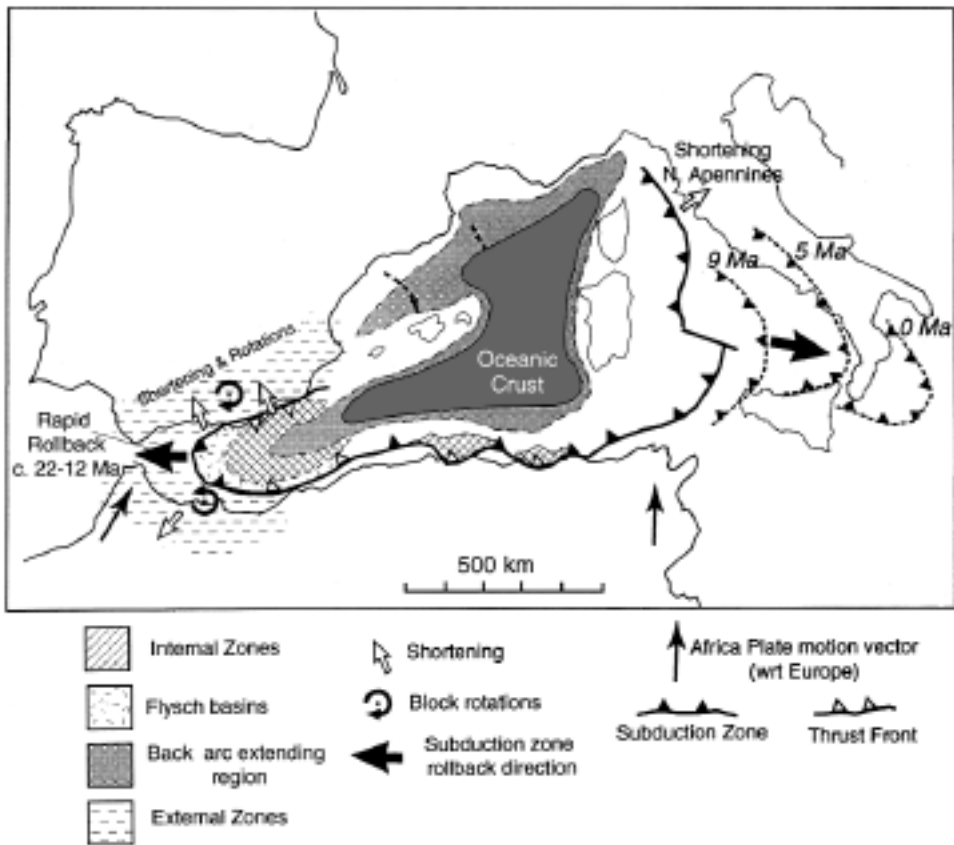 Shortening
N. Apennines
9 Ma
5 Ma
0 Ma
Oceanic
Crust
Shortening & Rotations
Rapid
Rollback
c. 22-12 Ma
500 km
Internal Zones
Flysch basins
Back arc extending
region
External Zones
Shortening
Block rotations
Subduction zone
rollback direction
Africa Plate motion vector
(wrt Europe)
Subduction Zone
Thrust Front